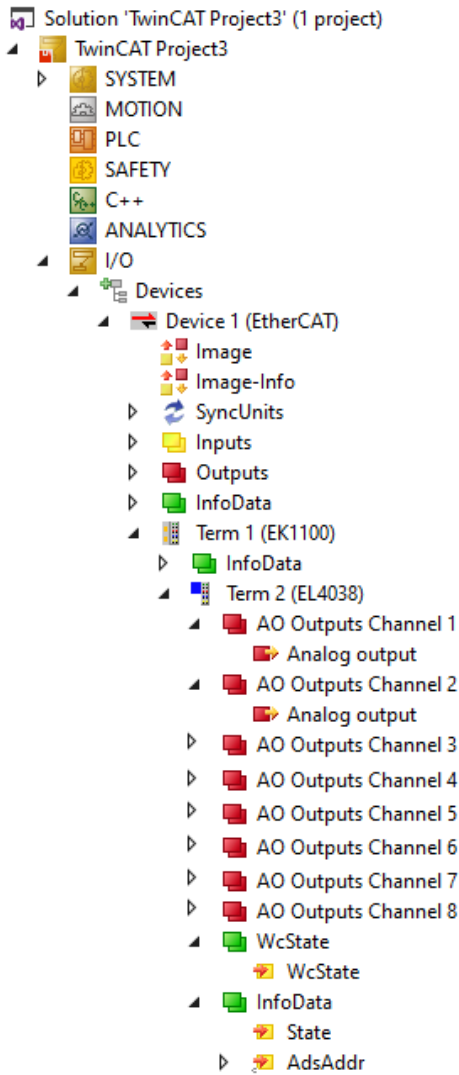 Solution 'TwinCAT Project3' (1 project)
TwinCAT Project3
SYSTEM
MOTION
PLC
SAFETY
C++
ANALYTICS
I/O
Devices
Device 1 (EtherCAT)
Image
Image-Info
SyncUnits
Inputs
Outputs
InfoData
Term 1 (EK1100)
InfoData
Term 2 (EL4038)
AO Outputs Channel 1
Analog output
AO Outputs Channel 2
Analog output
AO Outputs Channel 3
AO Outputs Channel 4
AO Outputs Channel 5
AO Outputs Channel 6
AO Outputs Channel 7
AO Outputs Channel 8
WcState
WcState
InfoData
State
AdsAddr